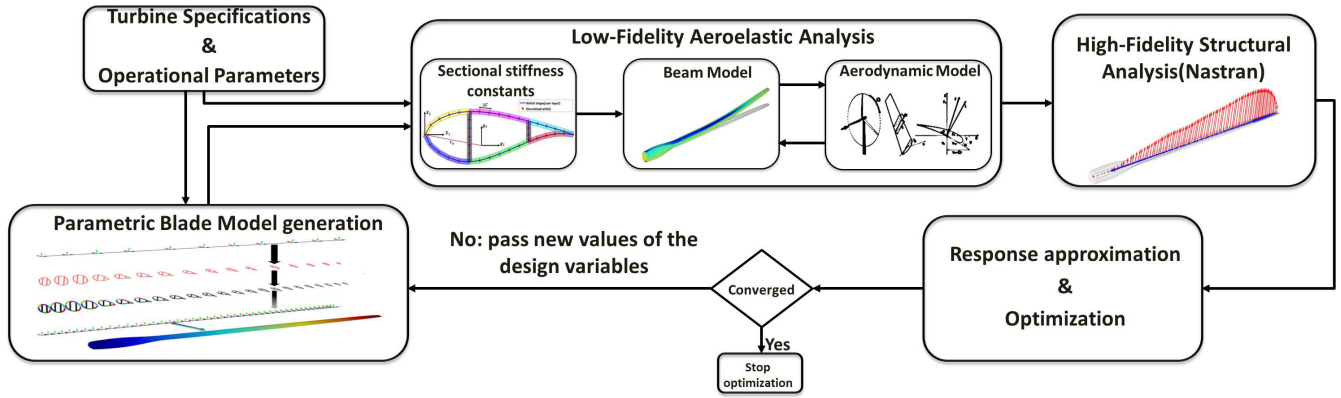 Turbine Specifications
&
Operational Parameters
Low-Fidelity Aeroelastic Analysis
Sectional stiffness
constants
Beam Model
Aerodynamic Model
High-Fidelity Structural
Analysis(Nastran)
Parametric Blade Model generation
No: pass new values of the
design variables
Converged
Yes
Stop
optimization
Response approximation
&
Optimization